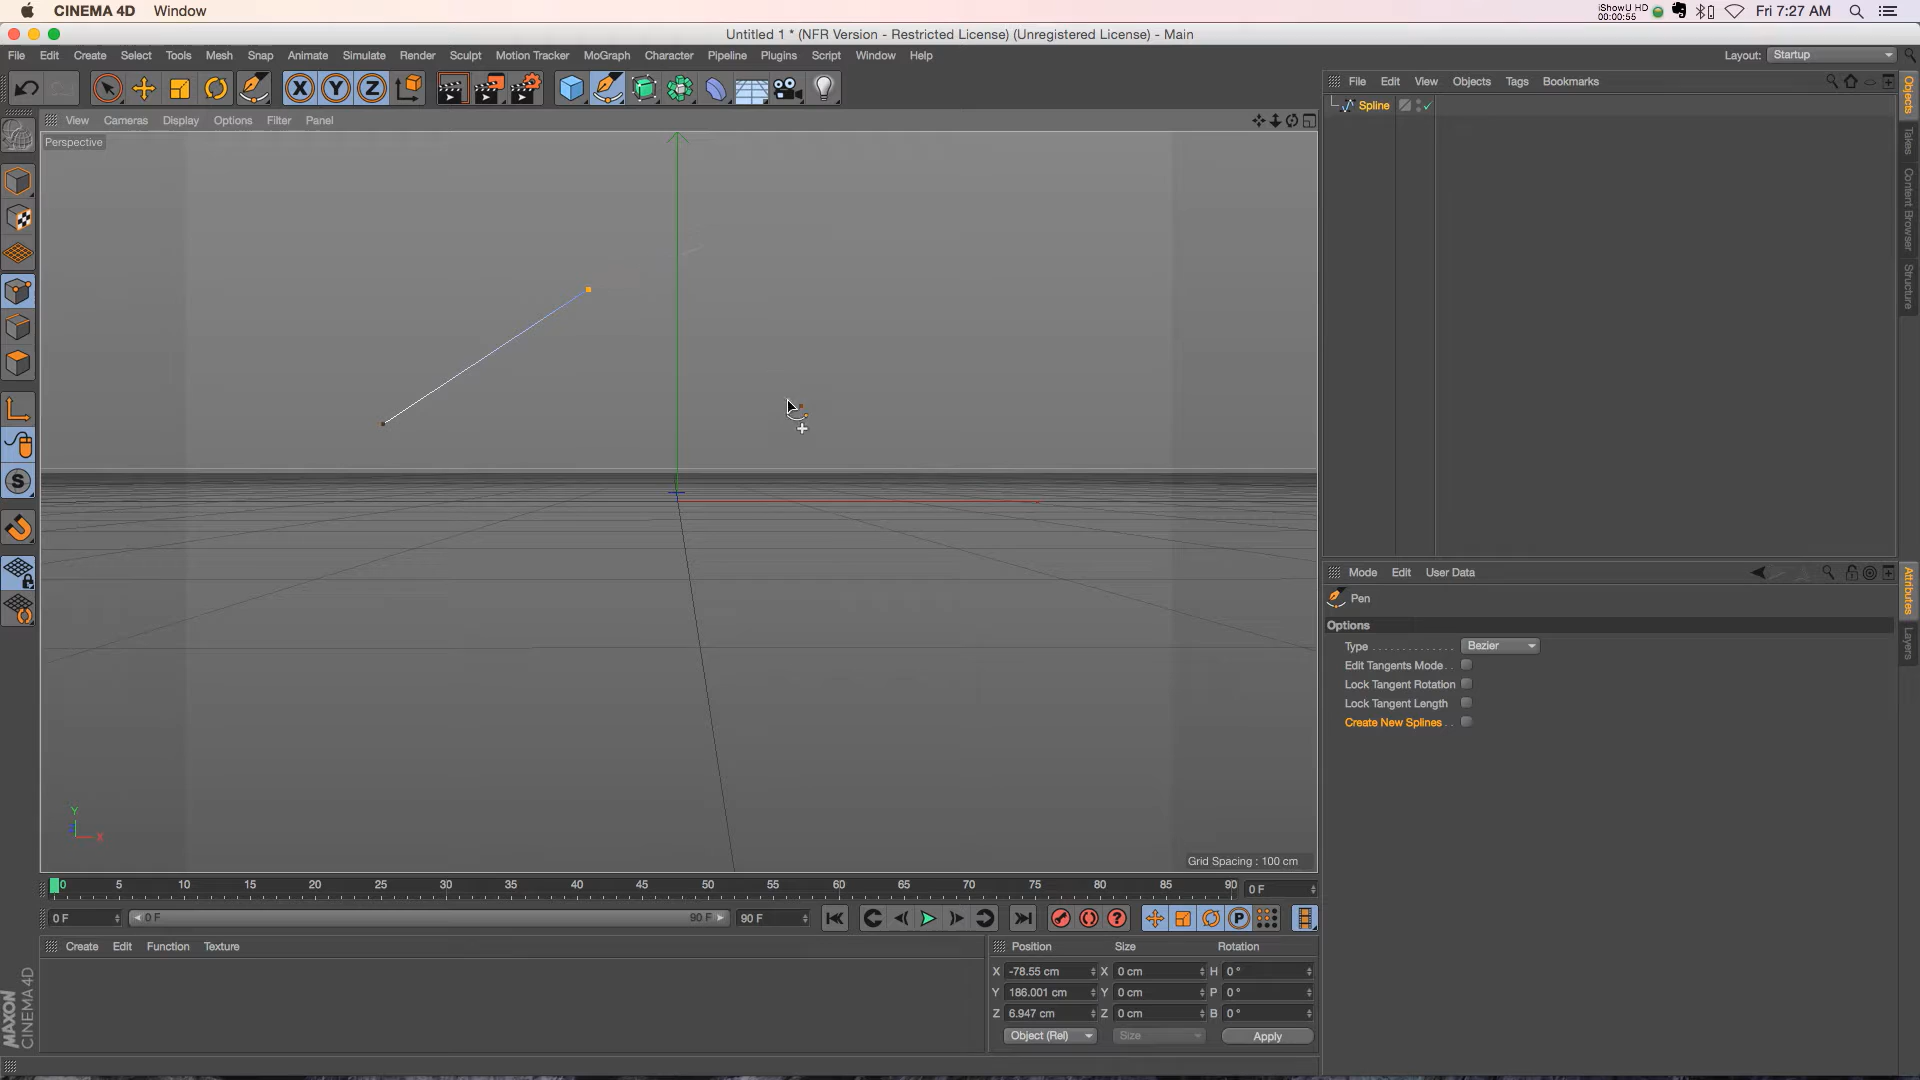 CINEMA 4D Window
iShowU HD
00:00:55
Fri 7:27 AM
Untitled 1 * (NFR Version - Restricted License) (Unregistered License) - Main
File Edit Create Select Tools Mesh Snap Animate Simulate Render Sculpt Motion Tracker MoGraph Character Pipeline Plugins Script Window Help
Layout: Startup
X Y Z
File Edit View Objects Tags Bookmarks
Spline
View Cameras Display Options Filter Panel
Perspective
Objects
Takes
Content Browser
Structure
S
Mode Edit User Data
Pen
Options
Type Bezier
Edit Tangents Mode
Lock Tangent Rotation
Lock Tangent Length
Create New Splines
Attributes
Layers
Y
X
Grid Spacing : 100 cm
0 5 10 15 20 25 30 35 40 45 50 55 60 65 70 75 80 85 90 0 F
0 F 0 F 90 F 90 F
P
Create Edit Function Texture
Position Size Rotation
X -78.55 cm X 0 cm H 0 °
Y 186.001 cm Y 0 cm P 0 °
Z 6.947 cm Z 0 cm B 0 °
Object (Rel) Size Apply
MAXON
CINEMA 4D